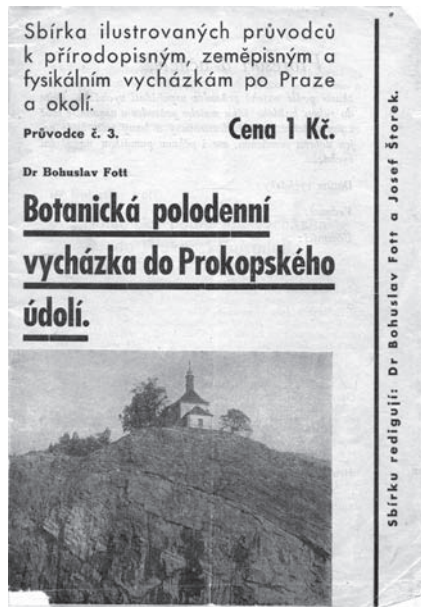 Sbírka ilustrovaných průvodců
k přírodopisným, zeměpisným a
fysikálním vycházkám po Praze
a okolí.
Průvodce č. 3.
Cena 1 Kč.
Dr Bohuslav Fott
Botanická polodenní
vycházka do Prokopského
údolí.
Sbírku redigují: Dr Bohuslav Fott a Josef Štorek.